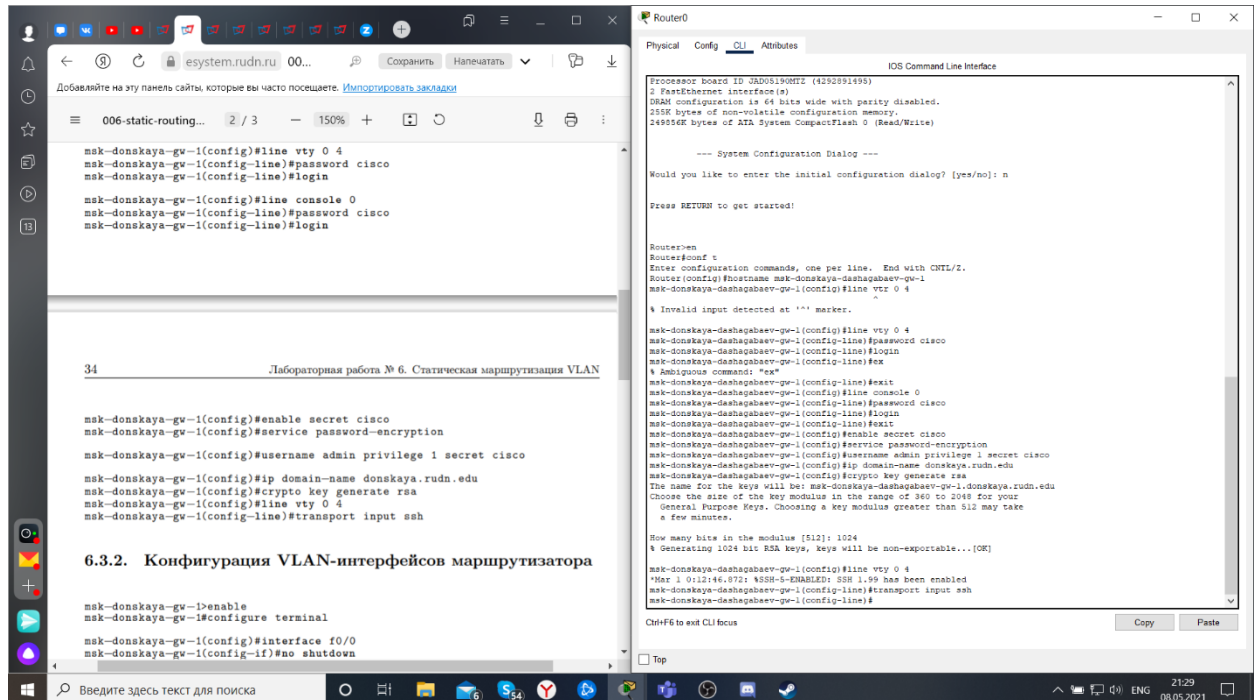 esystem.rudn.ru 00...
Сохранить
Напечатать
Добавляйте на эту панель сайты, которые вы часто посещаете. Импортировать закладки
006-static-routing... 2 / 3 — 150% +
msk-donskaya-gw-1(config)#line vty 0 4
msk-donskaya-gw-1(config-line)#password cisco
msk-donskaya-gw-1(config-line)#login
msk-donskaya-gw-1(config)#line console 0
msk-donskaya-gw-1(config-line)#password cisco
msk-donskaya-gw-1(config-line)#login
13
34 Лабораторная работа № 6. Статическая маршрутизация VLAN
msk-donskaya-gw-1(config)#enable secret cisco
msk-donskaya-gw-1(config)#service password-encryption
msk-donskaya-gw-1(config)#username admin privilege 1 secret cisco
msk-donskaya-gw-1(config)#ip domain-name donskaya.rudn.edu
msk-donskaya-gw-1(config)#crypto key generate rsa
msk-donskaya-gw-1(config)#line vty 0 4
msk-donskaya-gw-1(config-line)#transport input ssh
6.3.2. Конфигурация VLAN-интерфейсов маршрутизатора
msk-donskaya-gw-1>enable
msk-donskaya-gw-1#configure terminal
msk-donskaya-gw-1(config)#interface f0/0
msk-donskaya-gw-1(config-if)#no shutdown
Router0
Physical Config CLI Attributes
IOS Command Line Interface
Processor board ID JAD05190MTZ (4292891495)
2 FastEthernet interface(s)
DRAM configuration is 64 bits wide with parity disabled.
255K bytes of non-volatile configuration memory.
249856K bytes of ATA System CompactFlash 0 (Read/Write)
--- System Configuration Dialog ---
Would you like to enter the initial configuration dialog? [yes/no]: n
Press RETURN to get started!
Router>en
Router#conf t
Enter configuration commands, one per line. End with CNTL/Z.
Router(config)#hostname msk-donskaya-dashagabaev-gw-1
msk-donskaya-dashagabaev-gw-1(config)#line vtr 0 4
^
% Invalid input detected at '^' marker.
msk-donskaya-dashagabaev-gw-1(config)#line vty 0 4
msk-donskaya-dashagabaev-gw-1(config-line)#password cisco
msk-donskaya-dashagabaev-gw-1(config-line)#login
msk-donskaya-dashagabaev-gw-1(config-line)#ex
% Ambiguous command: "ex"
msk-donskaya-dashagabaev-gw-1(config-line)#exit
msk-donskaya-dashagabaev-gw-1(config)#line console 0
msk-donskaya-dashagabaev-gw-1(config-line)#password cisco
msk-donskaya-dashagabaev-gw-1(config-line)#login
msk-donskaya-dashagabaev-gw-1(config-line)#exit
msk-donskaya-dashagabaev-gw-1(config)#enable secret cisco
msk-donskaya-dashagabaev-gw-1(config)#service password-encryption
msk-donskaya-dashagabaev-gw-1(config)#username admin privilege 1 secret cisco
msk-donskaya-dashagabaev-gw-1(config)#ip domain-name donskaya.rudn.edu
msk-donskaya-dashagabaev-gw-1(config)#crypto key generate rsa
The name for the keys will be: msk-donskaya-dashagabaev-gw-1.donskaya.rudn.edu
Choose the size of the key modulus in the range of 360 to 2048 for your
General Purpose Keys. Choosing a key modulus greater than 512 may take
a few minutes.
How many bits in the modulus [512]: 1024
% Generating 1024 bit RSA keys, keys will be non-exportable...[OK]
msk-donskaya-dashagabaev-gw-1(config)#line vty 0 4
*Mar 1 0:12:46.872: %SSH-5-ENABLED: SSH 1.99 has been enabled
msk-donskaya-dashagabaev-gw-1(config-line)#transport input ssh
msk-donskaya-dashagabaev-gw-1(config-line)#
Ctrl+F6 to exit CLI focus
Copy
Paste
Top
Введите здесь текст для поиска
6
54
ENG
21:29
08.05.2021